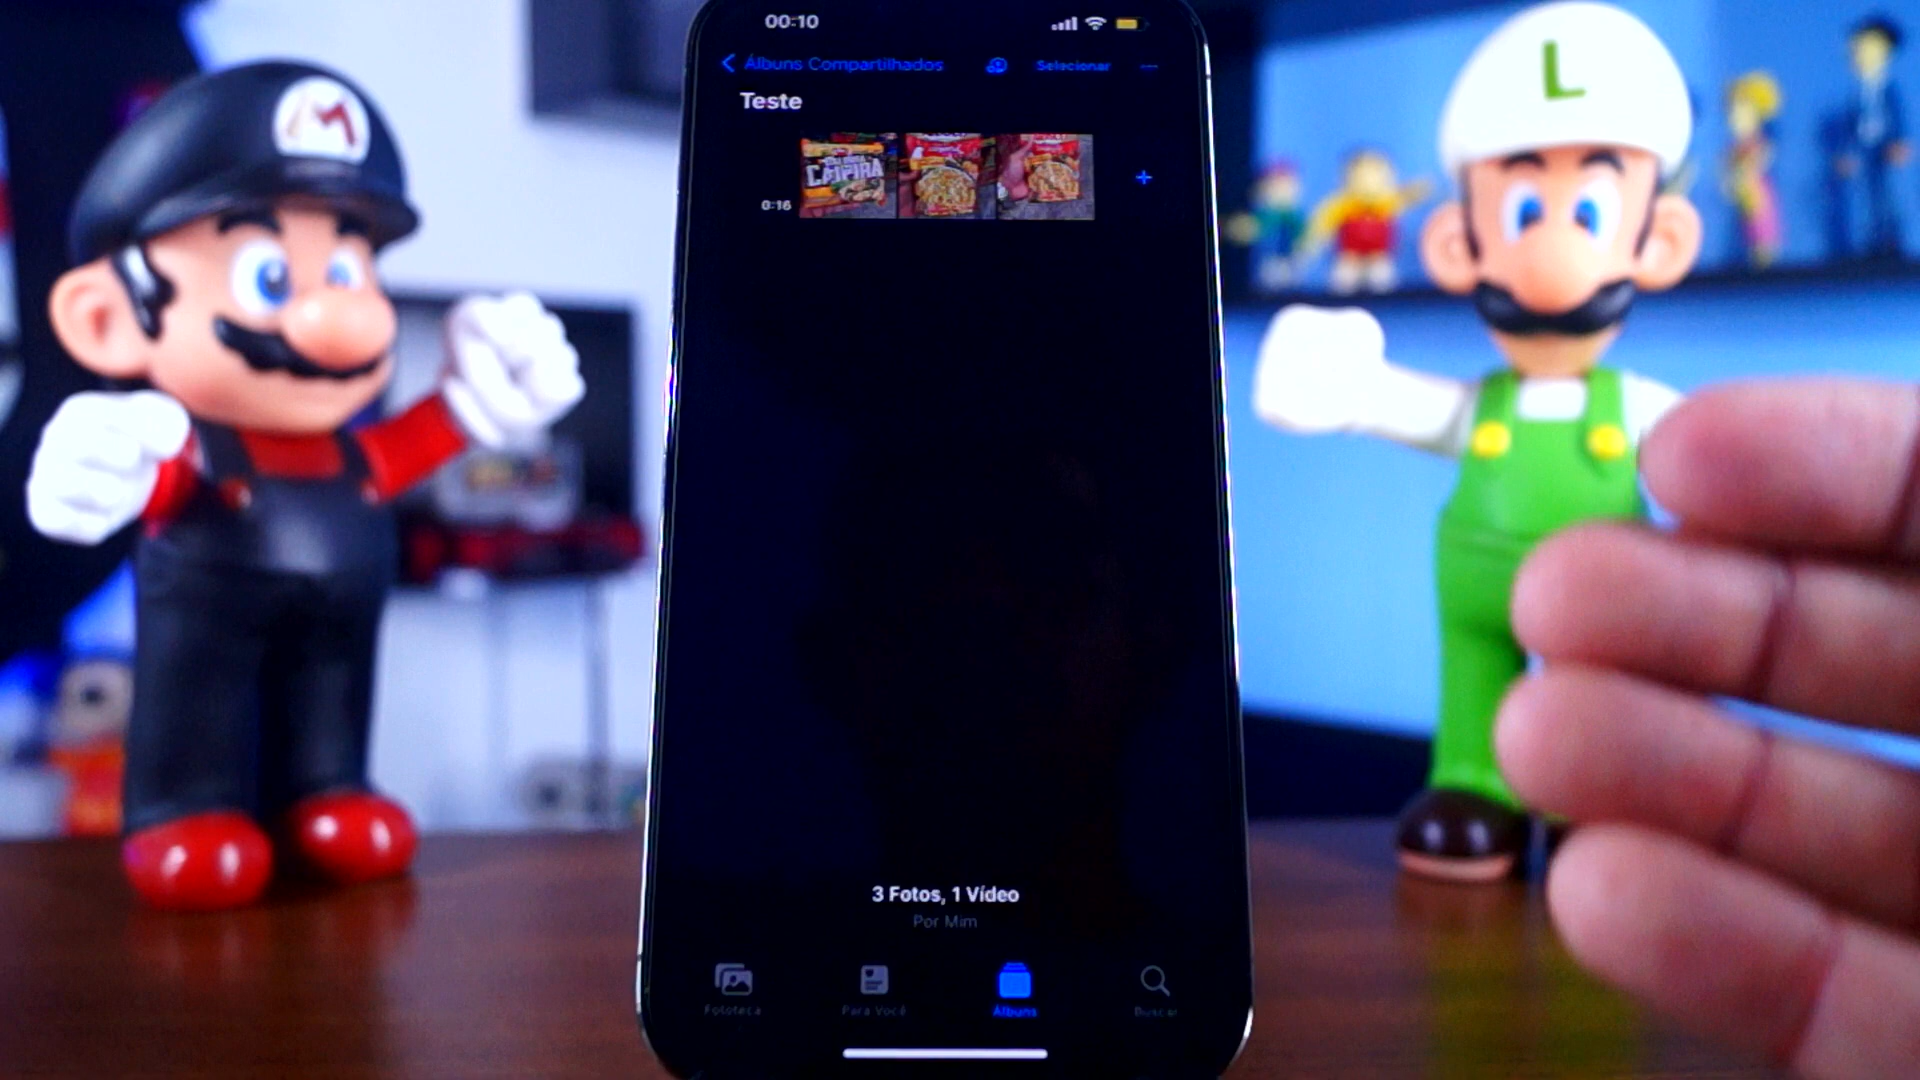 00:10
Álbuns Compartilhados
Selecionar
Teste
CAIPIRA
0:16
3 Fotos, 1 Vídeo
Por Mim
Fototeca
Para Você
Álbuns
Buscar
M
L